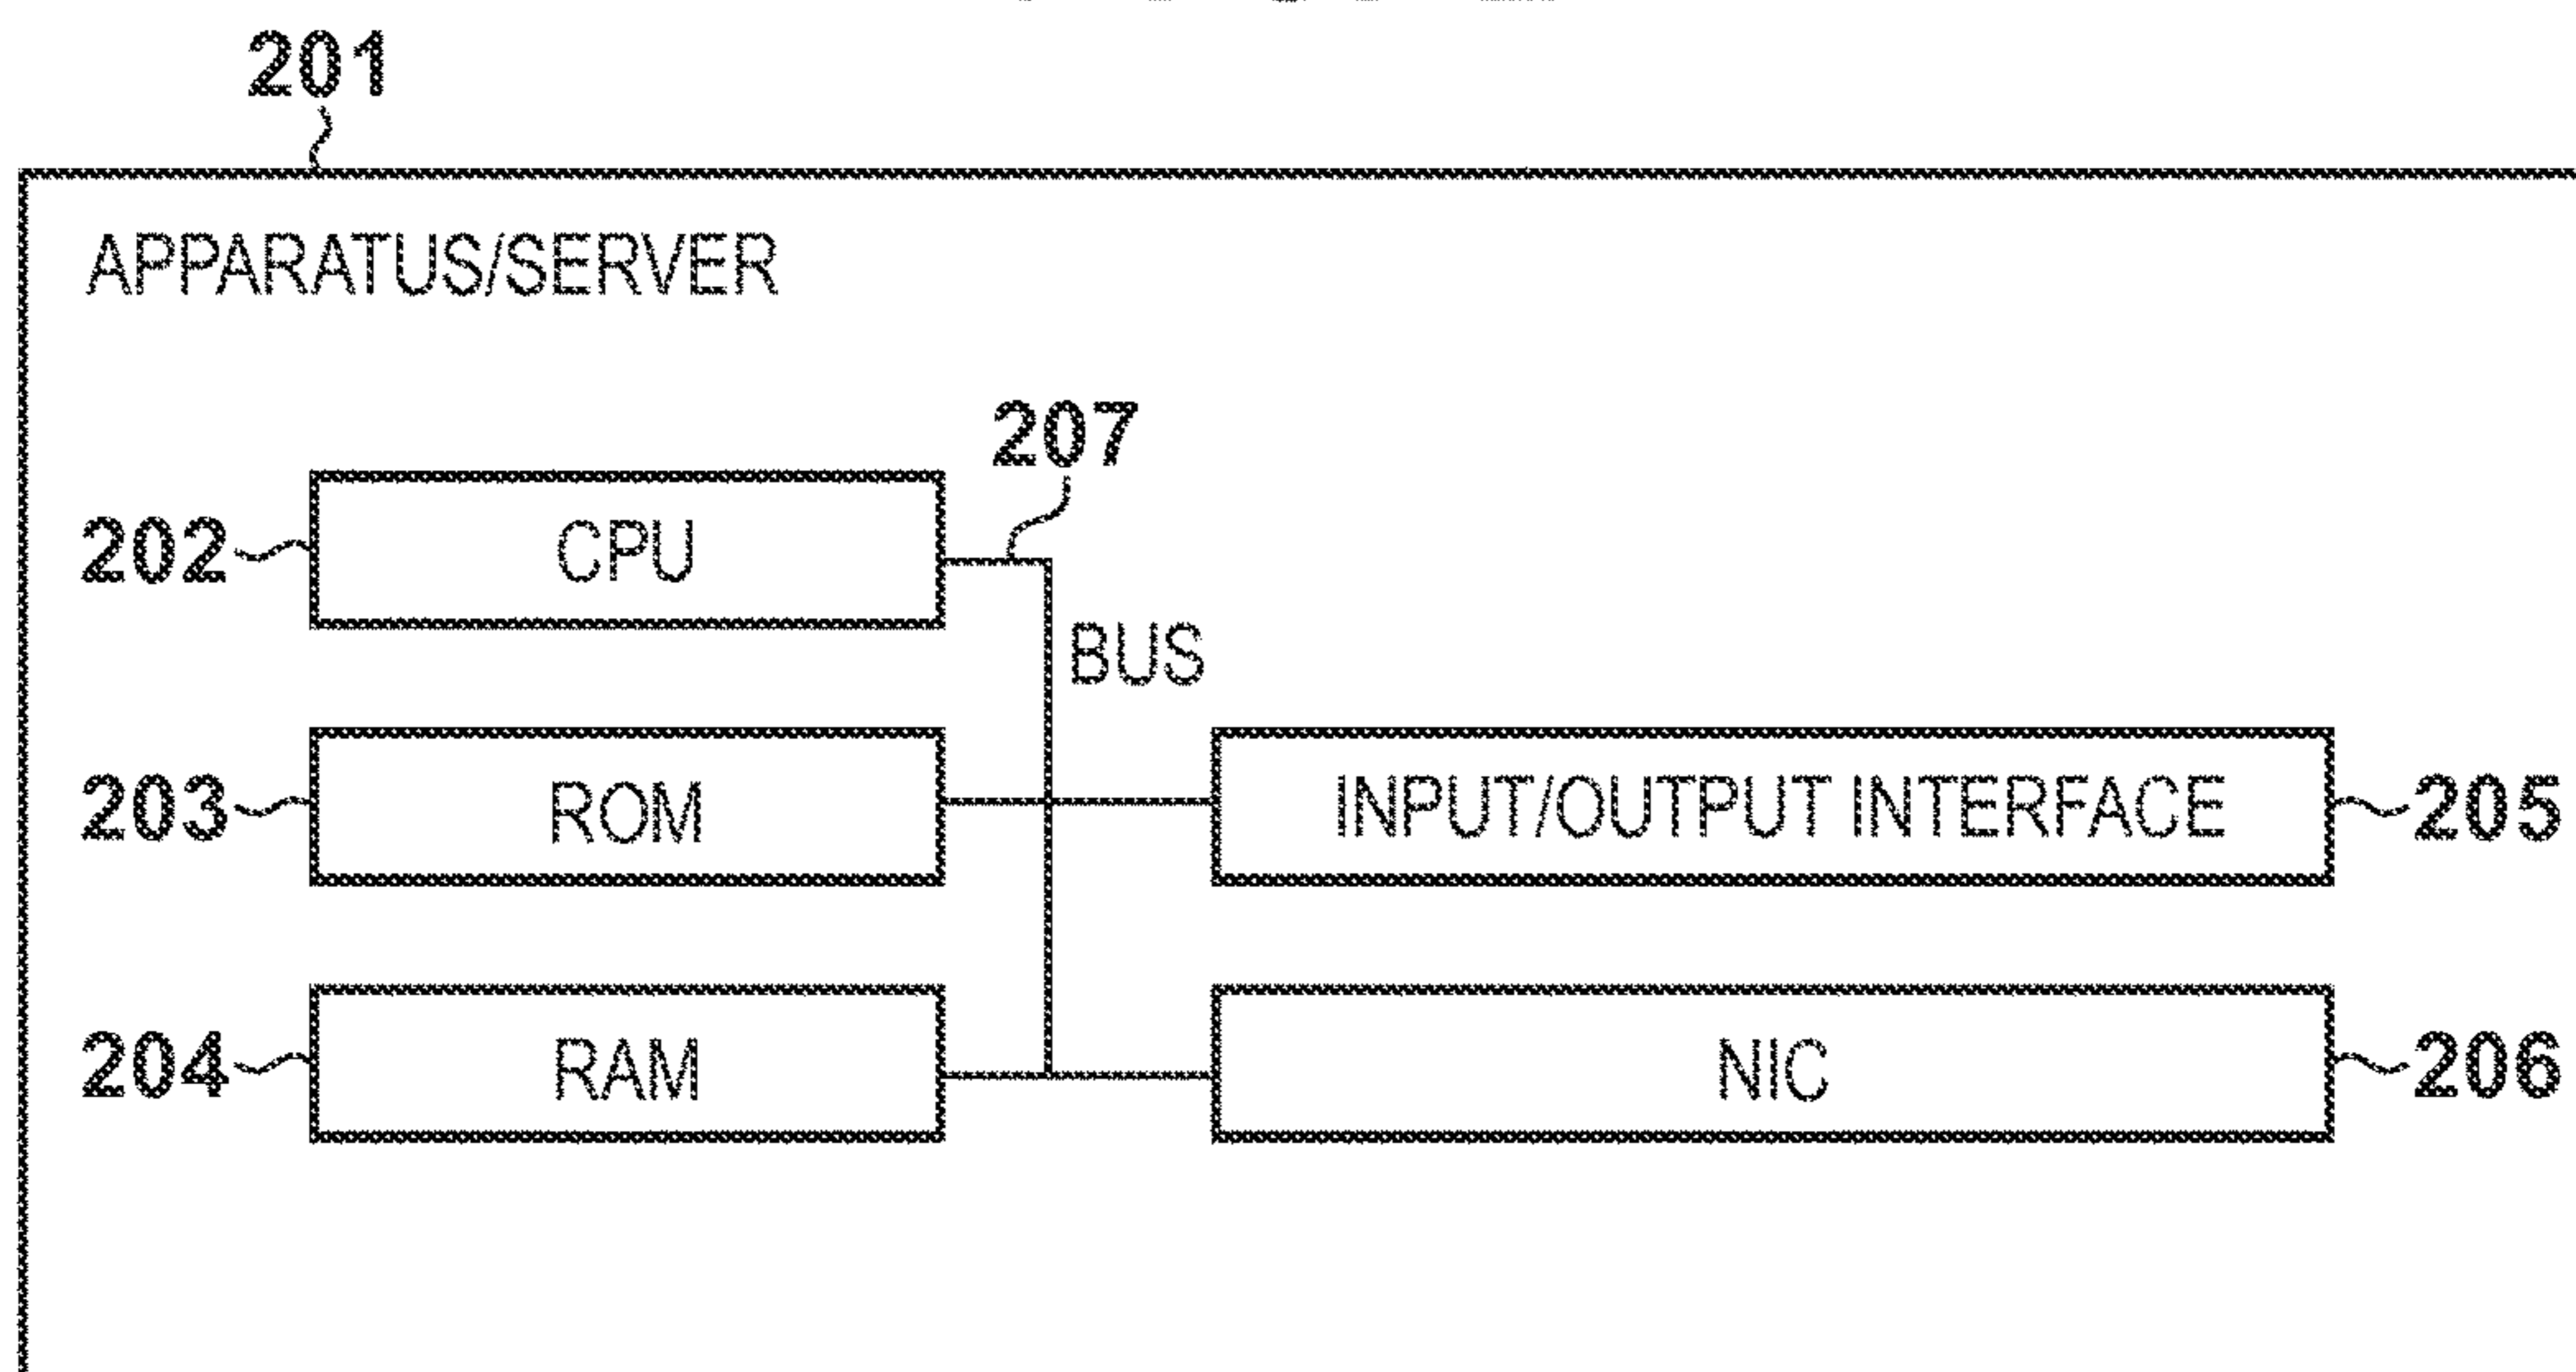 201
APPARATUS/SERVER
207
202 CPU
BUS
203 ROM INPUT/OUTPUT INTERFACE 205
204 RAM NIC 206